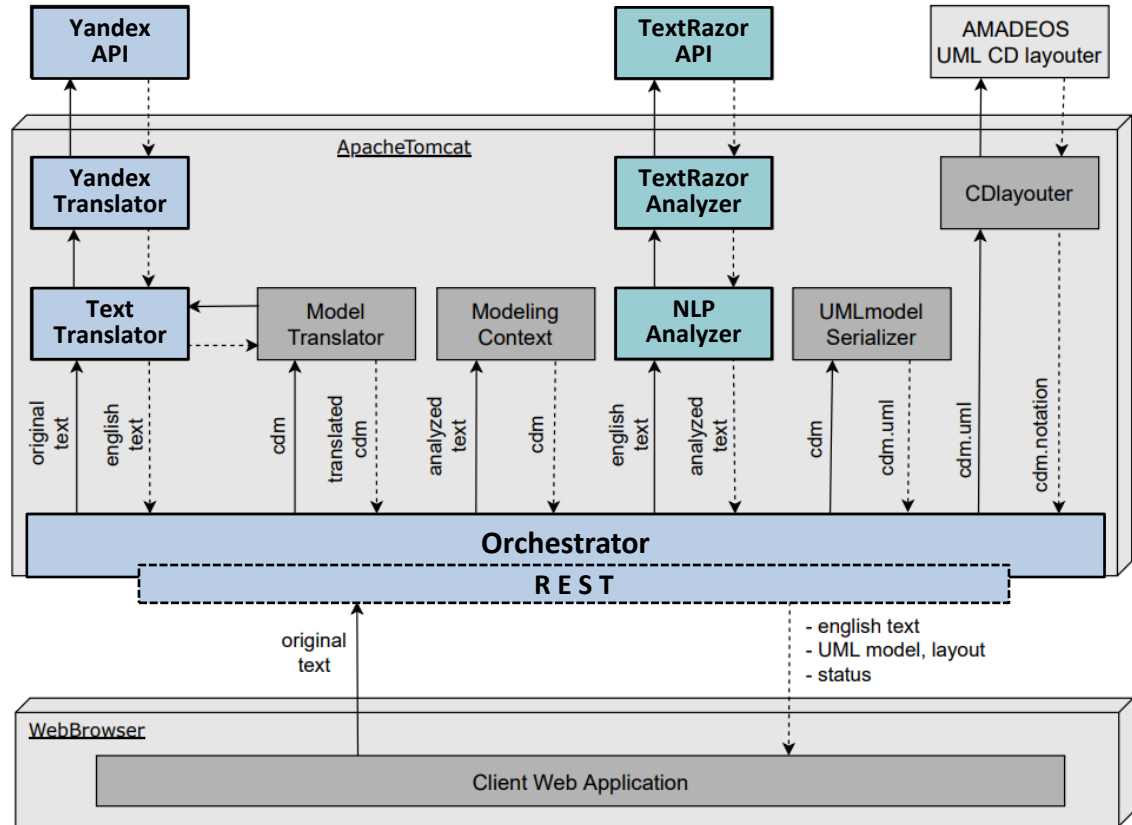 Yandex
API
TextRazor
API
AMADEOS
UML CD layouter
ApacheTomcat
Yandex
Translator
TextRazor
Analyzer
CDlayouter
Text
Translator
Model
Translator
Modeling
Context
NLP
Analyzer
UMLmodel
Serializer
original
text
english
text
cdm
translated
cdm
analyzed
text
cdm
english
text
analyzed
text
cdm
cdm.uml
cdm.uml
cdm.notation
Orchestrator
R E S T
original
text
- english text
- UML model, layout
- status
WebBrowser
Client Web Application